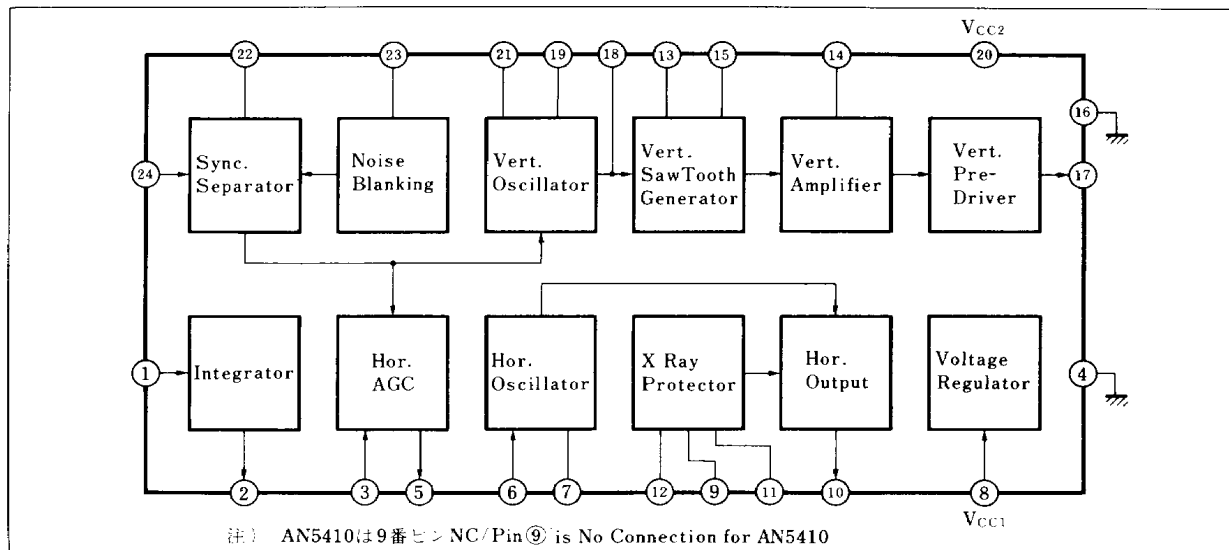 VCC2
22 23 21 19 18 13 15 14 20
16
24
Sync.
Separator
Noise
Blanking
Vert.
Oscillator
Vert.
SawTooth
Generator
Vert.
Amplifier
Vert.
Pre-
Driver
17
1
Integrator
Hor.
AGC
Hor.
Oscillator
X Ray
Protector
Hor.
Output
Voltage
Regulator
4
2 3 5 6 7 12 9 11 10 8
VCC1
注) AN5410は9番ピンNC/Pin⑨ is No Connection for AN5410